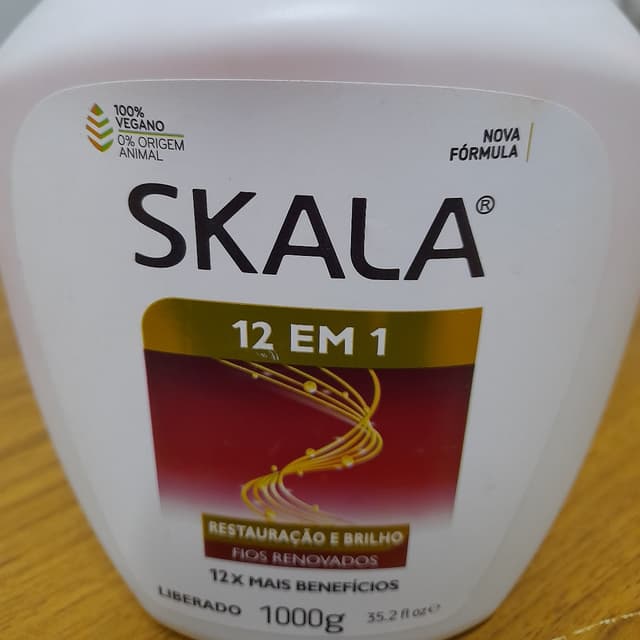 100%
VEGANO
0% ORIGEM
ANIMAL
NOVA
FÓRMULA
SKALA®
12 EM 1
RESTAURAÇÃO E BRILHO
FIOS RENOVADOS
12X MAIS BENEFÍCIOS
LIBERADO 1000g 35.2 fl oz